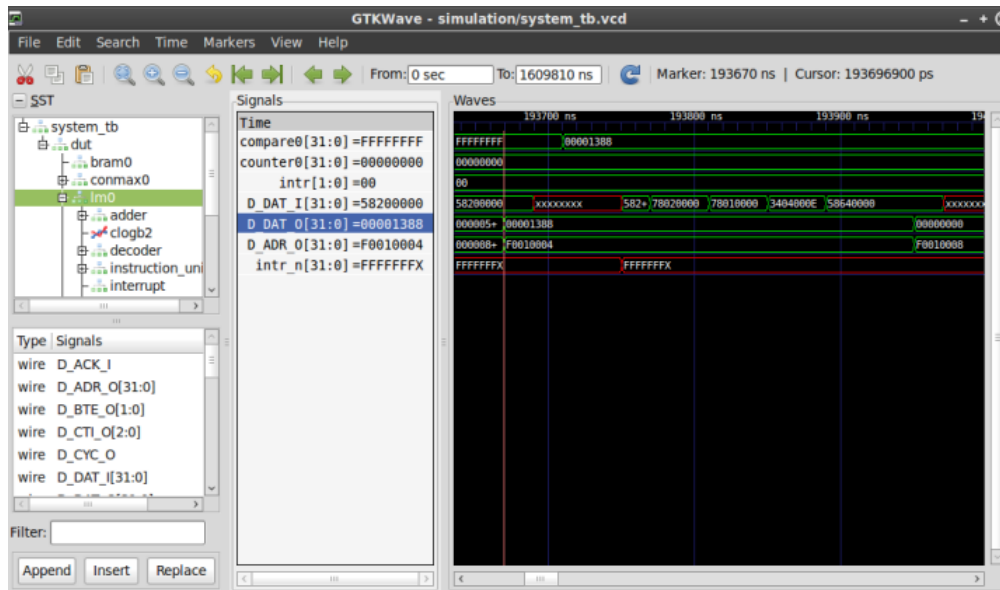 GTKWave - simulation/system_tb.vcd
File Edit Search Time Markers View Help
From: 0 sec To: 1609810 ns Marker: 193670 ns | Cursor: 193696900 ps
SST
system_tb
dut
bram0
conmax0
lm0
adder
clogb2
decoder
instruction_uni
interrupt
Type Signals
wire D_ACK_I
wire D_ADR_O[31:0]
wire D_BTE_O[1:0]
wire D_CTI_O[2:0]
wire D_CYC_O
wire D_DAT_I[31:0]
Filter:
Append Insert Replace
Signals
Time
compare0[31:0] =FFFFFFFF
counter0[31:0] =00000000
intr[1:0] =00
D_DAT_I[31:0] =58200000
D_DAT_O[31:0] =00001388
D_ADR_O[31:0] =F0010004
intr_n[31:0] =FFFFFFFX
Waves
193700 ns 193800 ns 193900 ns 19
FFFFFFFF 00001388
00000000
00
58200000 xxxxxxxx 582+ 78020000 78010000 3404000E 58640000 xxxxxxx
000005+ 00001388 00000000
000008+ F0010004 F0010008
FFFFFFFX FFFFFFFX